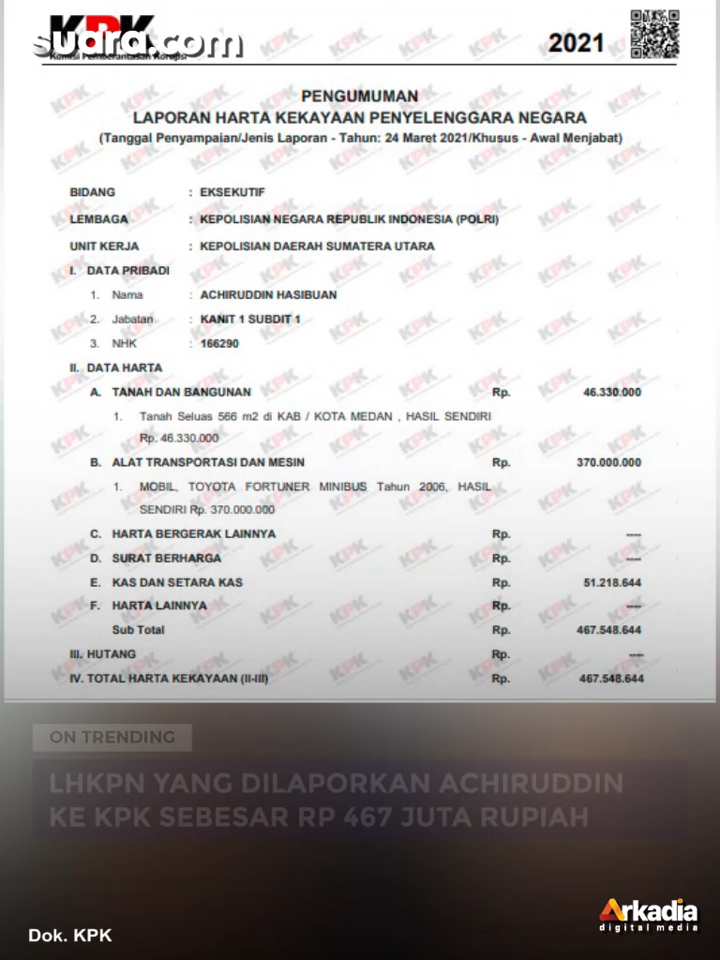 KPK
suara.com
Komisi Pemberantasan Korupsi
2021
PENGUMUMAN
LAPORAN HARTA KEKAYAAN PENYELENGGARA NEGARA
(Tanggal Penyampaian/Jenis Laporan - Tahun: 24 Maret 2021/Khusus - Awal Menjabat)
BIDANG : EKSEKUTIF
LEMBAGA : KEPOLISIAN NEGARA REPUBLIK INDONESIA (POLRI)
UNIT KERJA : KEPOLISIAN DAERAH SUMATERA UTARA
I. DATA PRIBADI
1. Nama : ACHIRUDDIN HASIBUAN
2. Jabatan : KANIT 1 SUBDIT 1
3. NHK : 166290
II. DATA HARTA
A. TANAH DAN BANGUNAN Rp. 46.330.000
1. Tanah Seluas 566 m2 di KAB / KOTA MEDAN , HASIL SENDIRI
Rp. 46.330.000
B. ALAT TRANSPORTASI DAN MESIN Rp. 370.000.000
1. MOBIL, TOYOTA FORTUNER MINIBUS Tahun 2006, HASIL
SENDIRI Rp. 370.000.000
C. HARTA BERGERAK LAINNYA Rp. ----
D. SURAT BERHARGA Rp. ----
E. KAS DAN SETARA KAS Rp. 51.218.644
F. HARTA LAINNYA Rp. ----
Sub Total Rp. 467.548.644
III. HUTANG Rp. ----
IV. TOTAL HARTA KEKAYAAN (II-III) Rp. 467.548.644
ON TRENDING
LHKPN YANG DILAPORKAN ACHIRUDDIN
KE KPK SEBESAR RP 467 JUTA RUPIAH
Dok. KPK
Arkadia
digital media